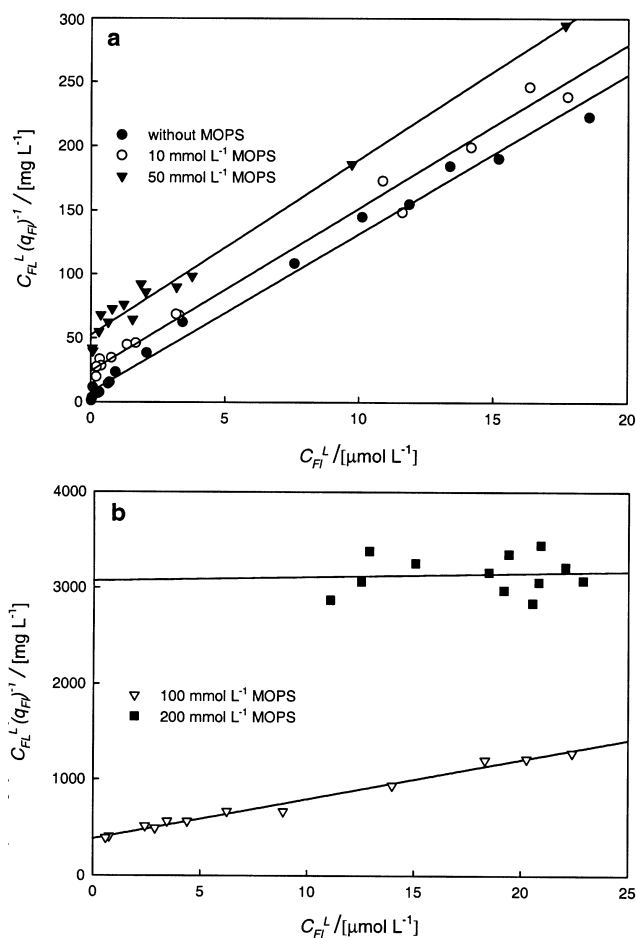 a
300
250
200
150
100
50
0
without MOPS
10 mmol L⁻¹ MOPS
50 mmol L⁻¹ MOPS
C_FL^L (q_Fl)⁻¹ / [mg L⁻¹]
0 5 10 15 20
C_Fl^L /[μmol L⁻¹]
b
4000
3000
2000
1000
0
100 mmol L⁻¹ MOPS
200 mmol L⁻¹ MOPS
C_FL^L (q_Fl)⁻¹ / [mg L⁻¹]
0 5 10 15 20 25
C_Fl^L /[μmol L⁻¹]